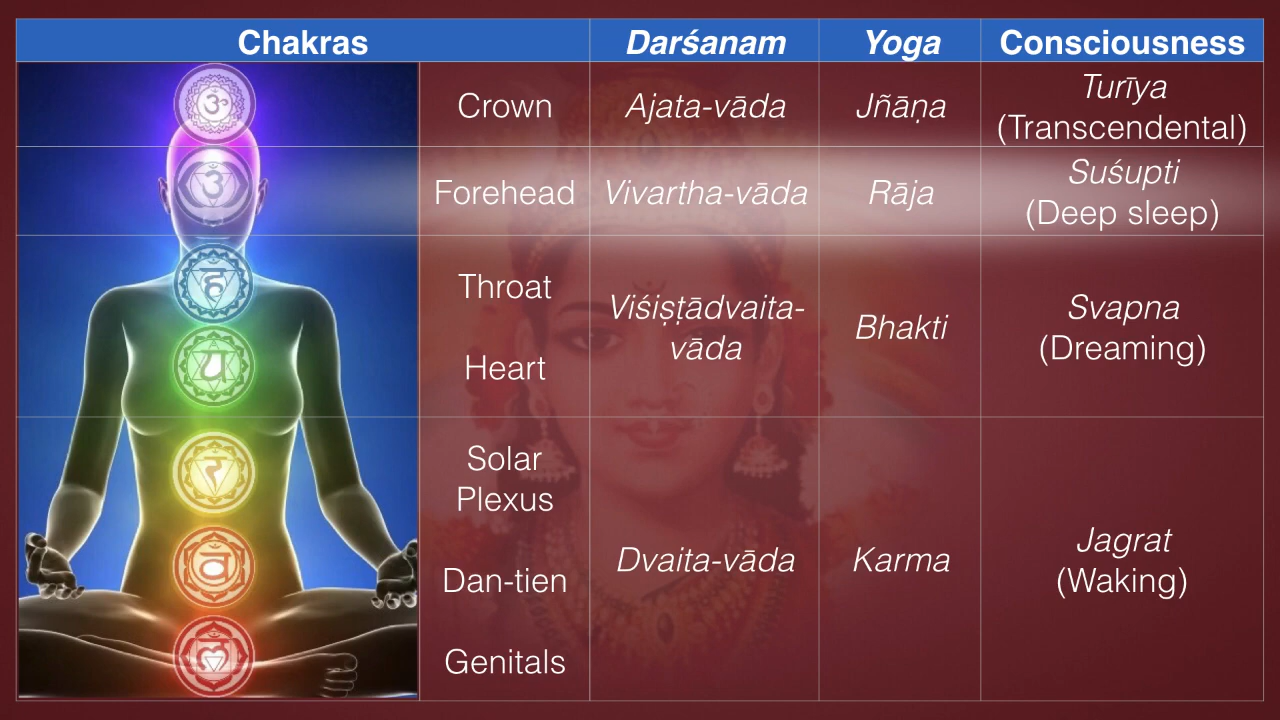 Chakras Darśanam Yoga Consciousness
ॐ
Crown Ajata-vāda Jñāṇa Turīya
(Transcendental)
ॐ
Forehead Vivartha-vāda Rāja Suśupti
(Deep sleep)
हं
Throat
Viśiṣṭādvaita-
vāda
Bhakti
Svapna
(Dreaming)
यं
Heart
रं
Solar
Plexus
वं
Dan-tien
Dvaita-vāda
Karma
Jagrat
(Waking)
लं
Genitals